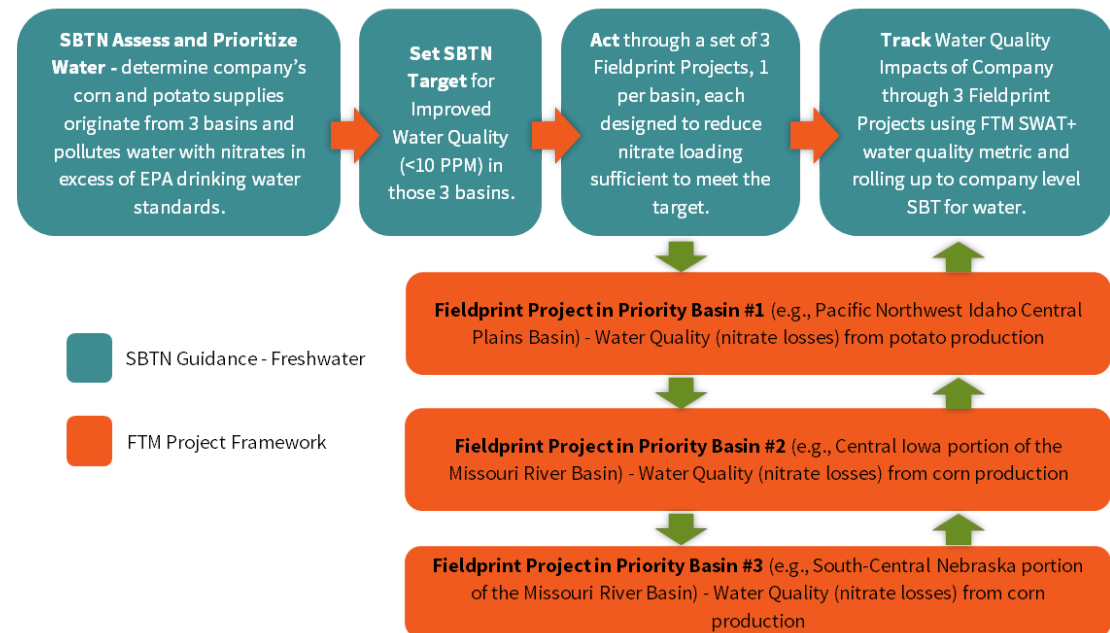 SBTN Assess and Prioritize
Water - determine company's
corn and potato supplies
originate from 3 basins and
pollutes water with nitrates in
excess of EPA drinking water
standards.
Set SBTN
Target for
Improved
Water Quality
(<10 PPM) in
those 3 basins.
Act through a set of 3
Fieldprint Projects, 1
per basin, each
designed to reduce
nitrate loading
sufficient to meet the
target.
Track Water Quality
Impacts of Company
through 3 Fieldprint
Projects using FTM SWAT+
water quality metric and
rolling up to company level
SBT for water.
Fieldprint Project in Priority Basin #1 (e.g., Pacific Northwest Idaho Central
Plains Basin) - Water Quality (nitrate losses) from potato production
SBTN Guidance - Freshwater
FTM Project Framework
Fieldprint Project in Priority Basin #2 (e.g., Central Iowa portion of the
Missouri River Basin) - Water Quality (nitrate losses) from corn production
Fieldprint Project in Priority Basin #3 (e.g., South-Central Nebraska portion
of the Missouri River Basin) - Water Quality (nitrate losses) from corn
production